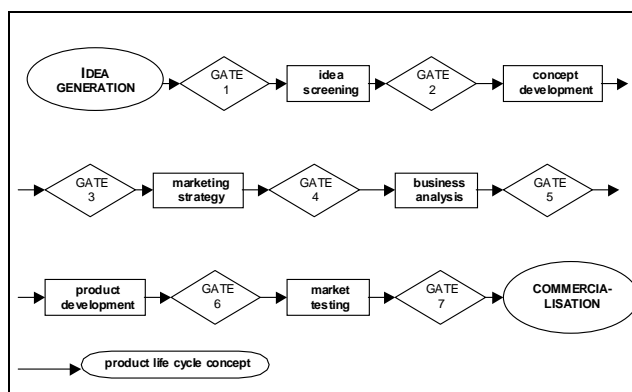 IDEA
GENERATION
GATE
1
idea
screening
GATE
2
concept
development
GATE
3
marketing
strategy
GATE
4
business
analysis
GATE
5
product
development
GATE
6
market
testing
GATE
7
COMMERCIA-
LISATION
product life cycle concept